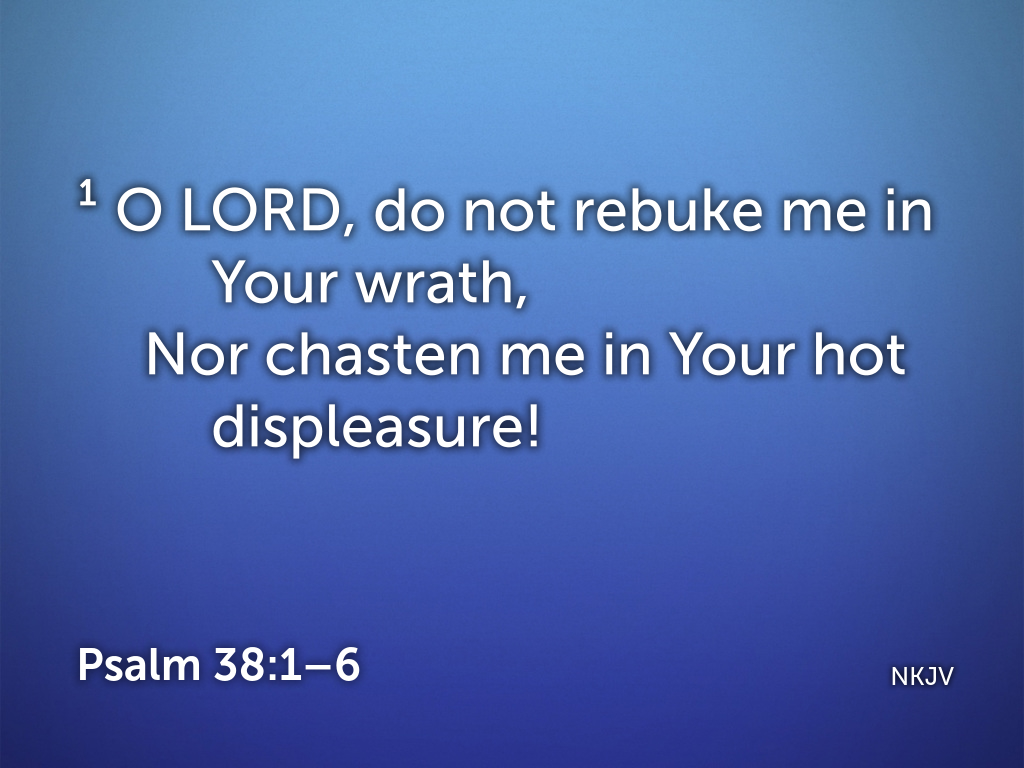 1 O LORD, do not rebuke me in
Your wrath,
Nor chasten me in Your hot
displeasure!
Psalm 38:1–6
NKJV